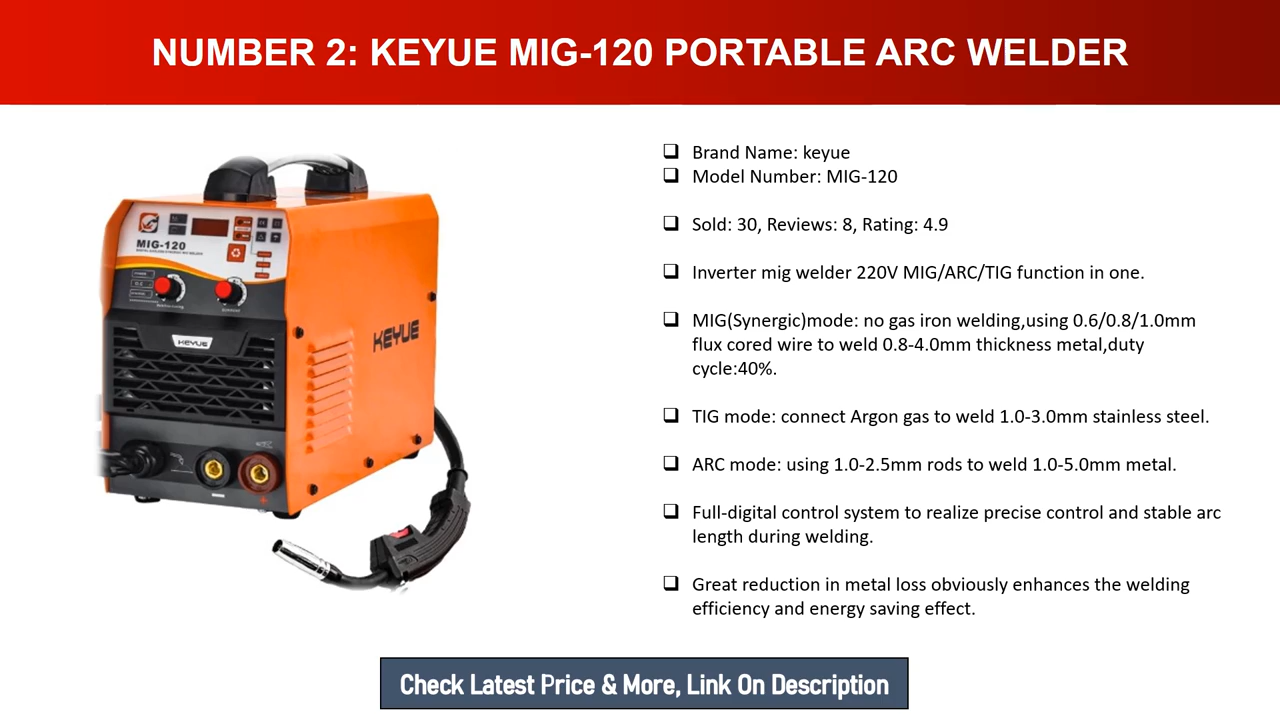 NUMBER 2: KEYUE MIG-120 PORTABLE ARC WELDER
Brand Name: keyue
Model Number: MIG-120
Sold: 30, Reviews: 8, Rating: 4.9
Inverter mig welder 220V MIG/ARC/TIG function in one.
MIG(Synergic)mode: no gas iron welding,using 0.6/0.8/1.0mm
flux cored wire to weld 0.8-4.0mm thickness metal,duty
cycle:40%.
TIG mode: connect Argon gas to weld 1.0-3.0mm stainless steel.
ARC mode: using 1.0-2.5mm rods to weld 1.0-5.0mm metal.
Full-digital control system to realize precise control and stable arc
length during welding.
Great reduction in metal loss obviously enhances the welding
efficiency and energy saving effect.
MIG-120
KEYUE
KEYUE
Check Latest Price & More, Link On Description